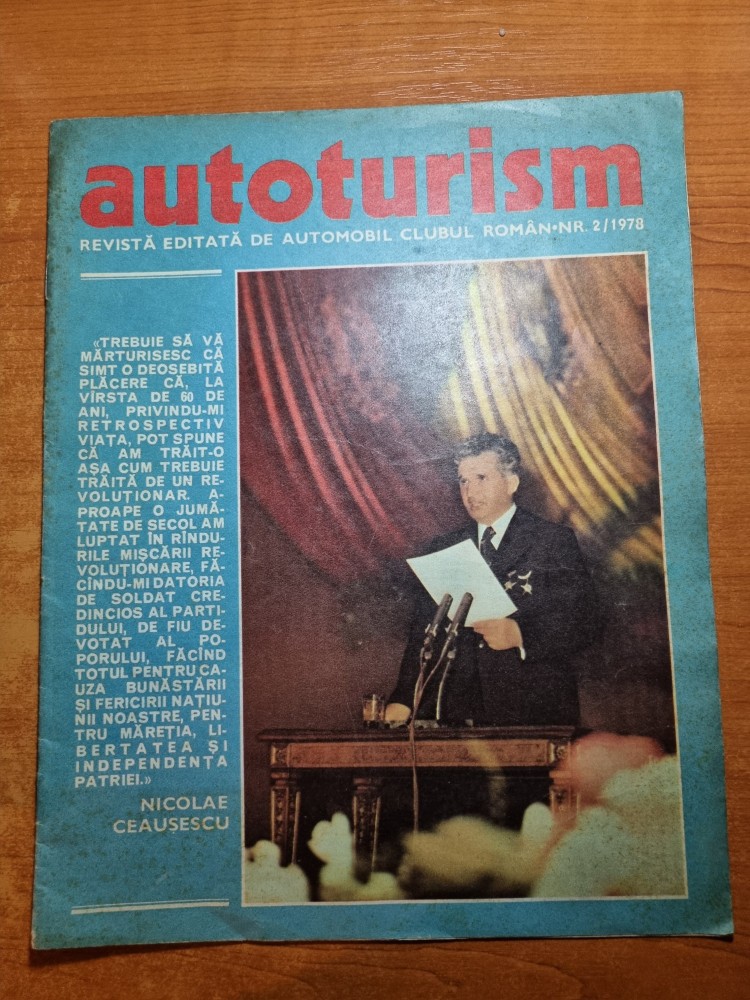 autoturism
REVISTĂ EDITATĂ DE AUTOMOBIL CLUBUL ROMÂN•NR. 2/1978
«TREBUIE SĂ VĂ
MĂRTURISESC CĂ
SIMT O DEOSEBITĂ
PLĂCERE CĂ, LA
VÎRSTA DE 60 DE
ANI, PRIVINDU-MI
RETROSPECTIV
VIAȚA, POT SPUNE
CĂ AM TRĂIT-O
AȘA CUM TREBUIE
TRĂITĂ DE UN RE-
VOLUȚIONAR. A-
PROAPE O JUMĂ-
TATE DE SECOL AM
LUPTAT ÎN RÎNDU-
RILE MIȘCĂRII RE-
VOLUȚIONARE, FĂ-
CÎNDU-MI DATORIA
DE SOLDAT CRE-
DINCIOS AL PARTI-
DULUI, DE FIU DE-
VOTAT AL PO-
PORULUI, FĂCÎND
TOTUL PENTRU CA-
UZA BUNĂSTĂRII
ȘI FERICIRII NAȚIU-
NII NOASTRE, PEN-
TRU MĂREȚIA, LI-
BERTATEA ȘI
INDEPENDENȚA
PATRIEI.»
NICOLAE
CEAUȘESCU